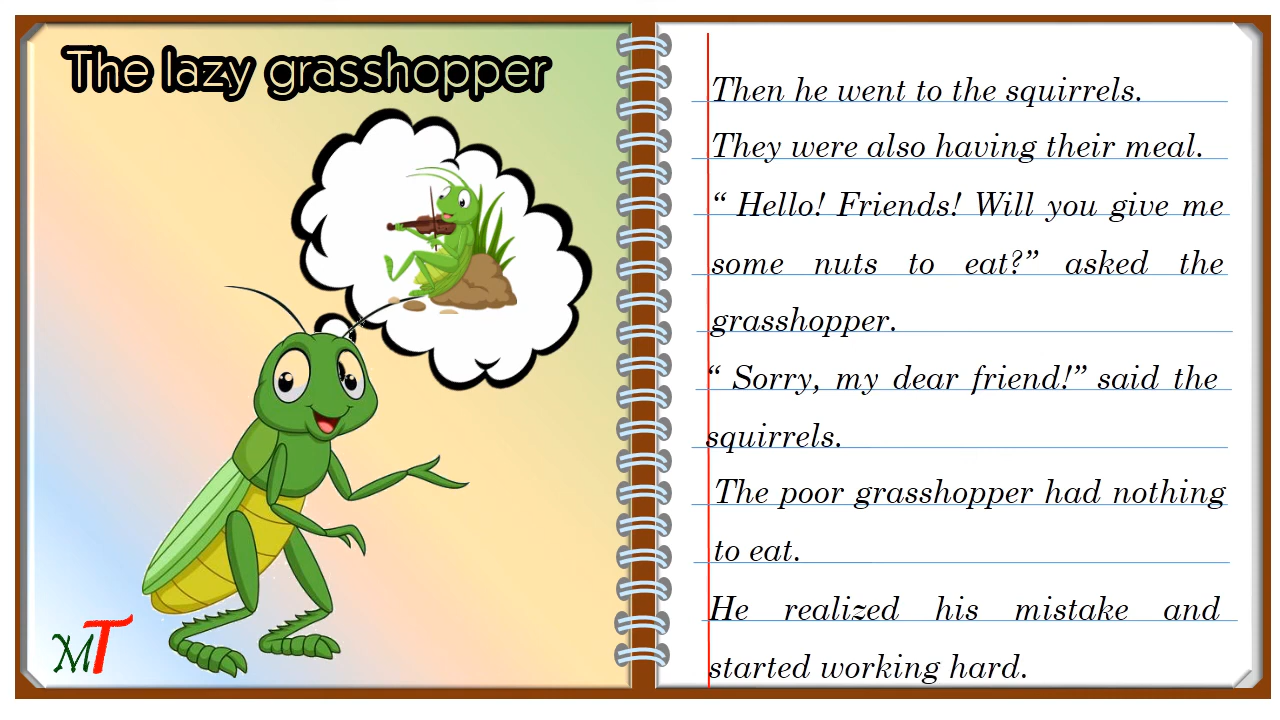 The lazy grasshopper
Then he went to the squirrels.
They were also having their meal.
“ Hello! Friends! Will you give me
some nuts to eat?” asked the
grasshopper.
“ Sorry, my dear friend!” said the
squirrels.
The poor grasshopper had nothing
to eat.
He realized his mistake and
started working hard.
MT